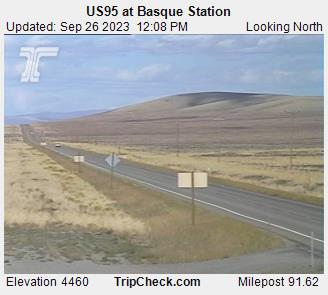 US95 at Basque Station
Updated: Sep 26 2023 12:08 PM Looking North
Elevation 4460 TripCheck.com Milepost 91.62